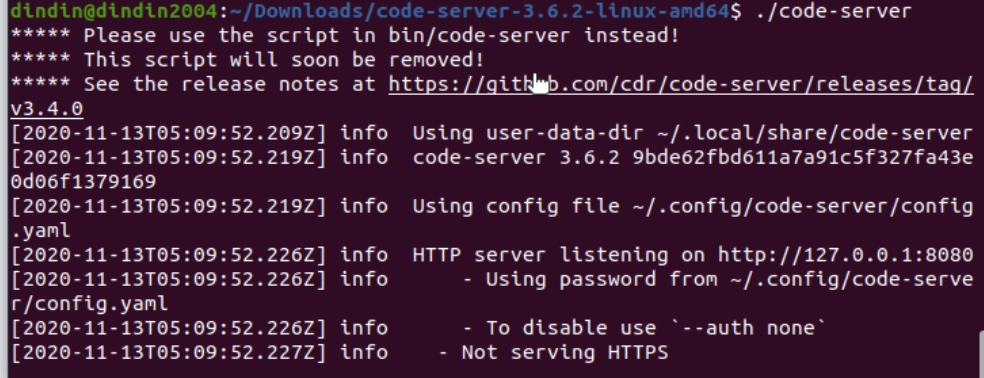 dindin@dindin2004:~/Downloads/code-server-3.6.2-linux-amd64$ ./code-server
***** Please use the script in bin/code-server instead!
***** This script will soon be removed!
***** See the release notes at https://github.com/cdr/code-server/releases/tag/
v3.4.0
[2020-11-13T05:09:52.209Z] info  Using user-data-dir ~/.local/share/code-server
[2020-11-13T05:09:52.219Z] info  code-server 3.6.2 9bde62fbd611a7a91c5f327fa43e
0d06f1379169
[2020-11-13T05:09:52.219Z] info  Using config file ~/.config/code-server/config
.yaml
[2020-11-13T05:09:52.226Z] info  HTTP server listening on http://127.0.0.1:8080
[2020-11-13T05:09:52.226Z] info      - Using password from ~/.config/code-serve
r/config.yaml
[2020-11-13T05:09:52.226Z] info      - To disable use `--auth none`
[2020-11-13T05:09:52.227Z] info    - Not serving HTTPS